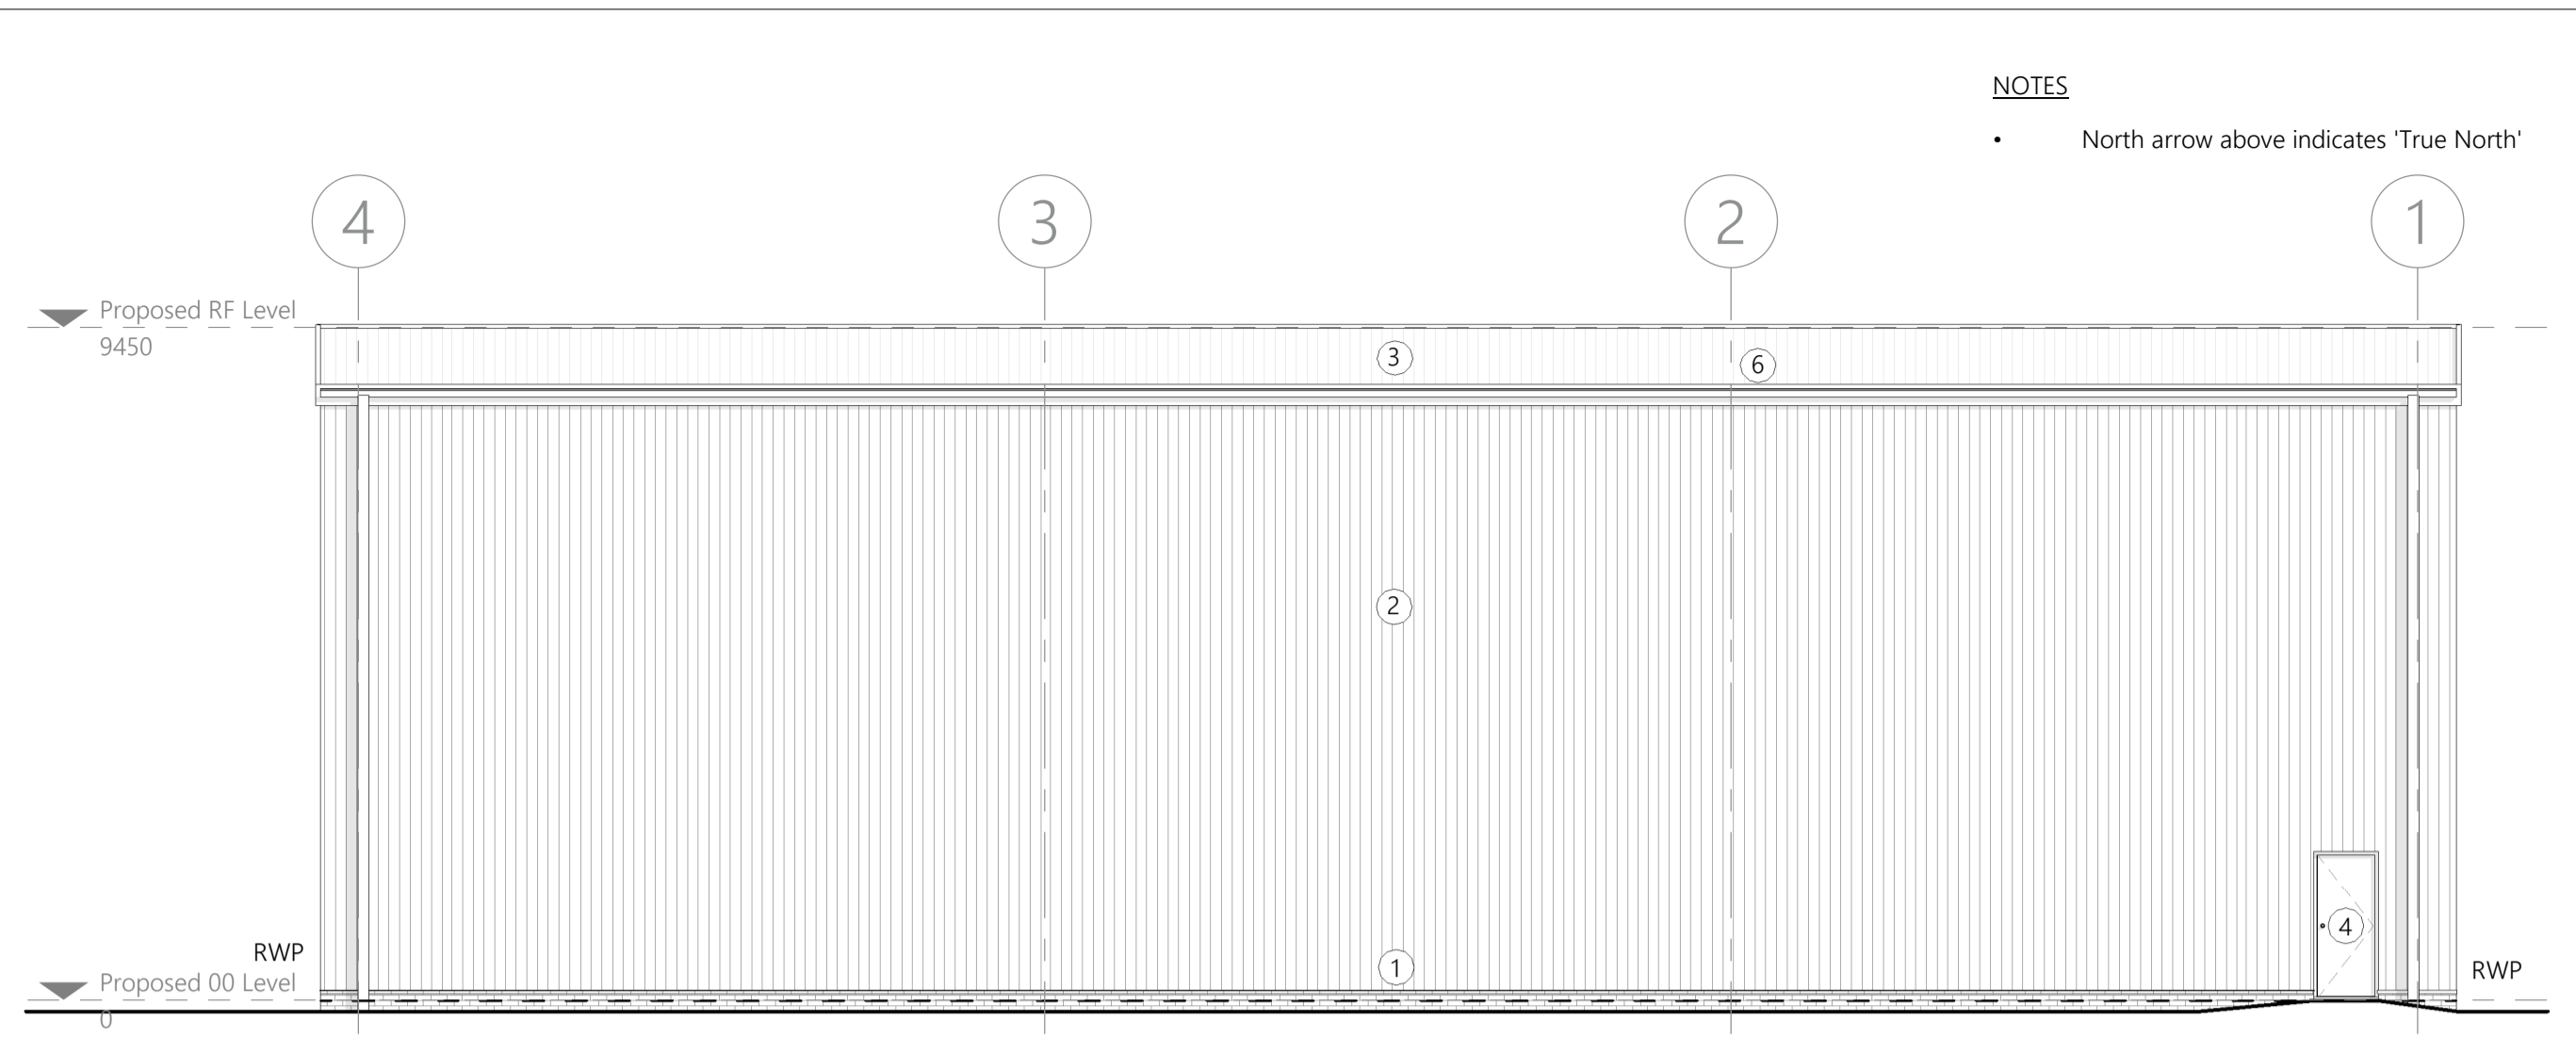 NOTES
• North arrow above indicates 'True North'
4 3 2 1
Proposed RF Level
9450
3
6
2
4
RWP
1
RWP
Proposed 00 Level
0